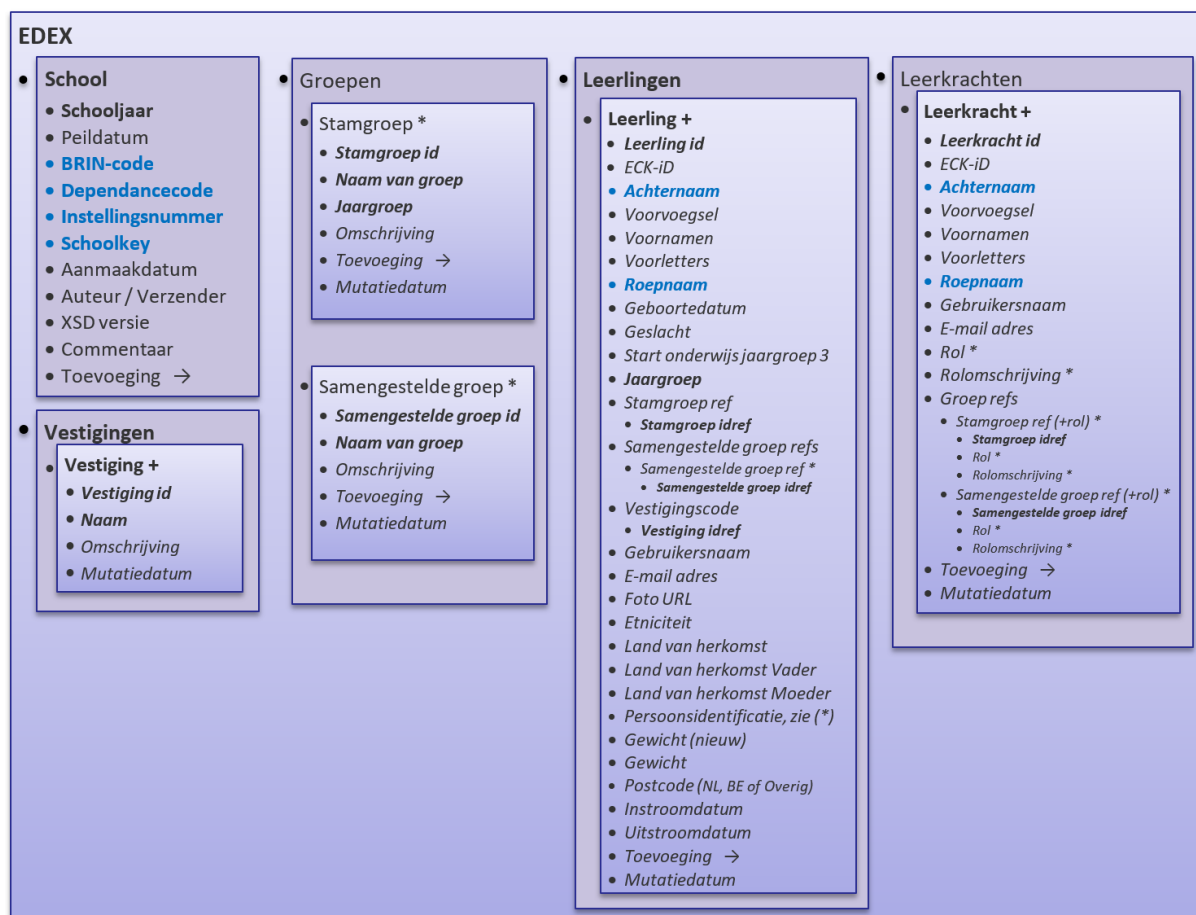 EDEX
School
Schooljaar
Peildatum
BRIN-code
Dependancecode
Instellingsnummer
Schoolkey
Aanmaakdatum
Auteur / Verzender
XSD versie
Commentaar
Toevoeging →
Vestigingen
Vestiging +
Vestiging id
Naam
Omschrijving
Mutatiedatum
Groepen
Stamgroep *
Stamgroep id
Naam van groep
Jaargroep
Omschrijving
Toevoeging →
Mutatiedatum
Samengestelde groep *
Samengestelde groep id
Naam van groep
Omschrijving
Toevoeging →
Mutatiedatum
Leerlingen
Leerling +
Leerling id
ECK-iD
Achternaam
Voorvoegsel
Voornamen
Voorletters
Roepnaam
Geboortedatum
Geslacht
Start onderwijs jaargroep 3
Jaargroep
Stamgroep ref
Stamgroep idref
Samengestelde groep refs
Samengestelde groep ref *
Samengestelde groep idref
Vestigingscode
Vestiging idref
Gebruikersnaam
E-mail adres
Foto URL
Etniciteit
Land van herkomst
Land van herkomst Vader
Land van herkomst Moeder
Persoonsidentificatie, zie (*)
Gewicht (nieuw)
Gewicht
Postcode (NL, BE of Overig)
Instroomdatum
Uitstroomdatum
Toevoeging →
Mutatiedatum
Leerkrachten
Leerkracht +
Leerkracht id
ECK-iD
Achternaam
Voorvoegsel
Voornamen
Voorletters
Roepnaam
Gebruikersnaam
E-mail adres
Rol *
Rolomschrijving *
Groep refs
Stamgroep ref (+rol) *
Stamgroep idref
Rol *
Rolomschrijving *
Samengestelde groep ref (+rol) *
Samengestelde groep idref
Rol *
Rolomschrijving *
Toevoeging →
Mutatiedatum